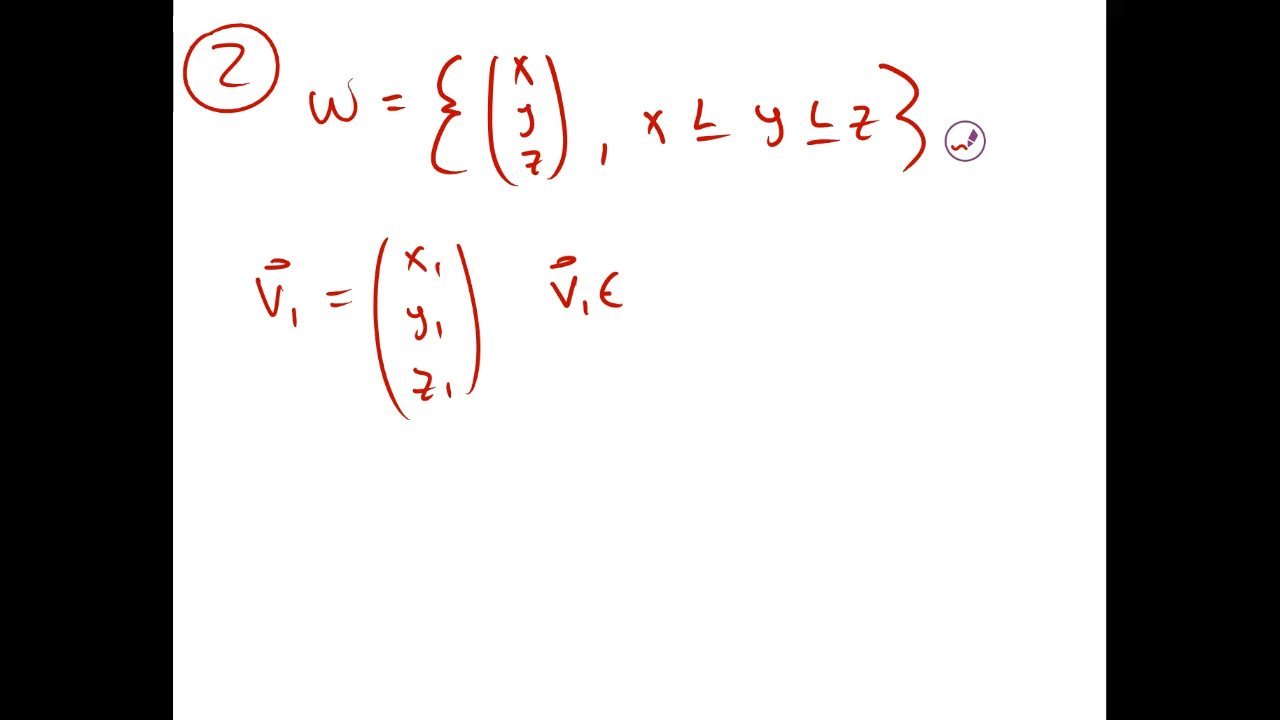 ② W = { (x y z) , x ≤ y ≤ z }
v⃗₁ = (x₁ y₁ z₁) v⃗₁ ∈